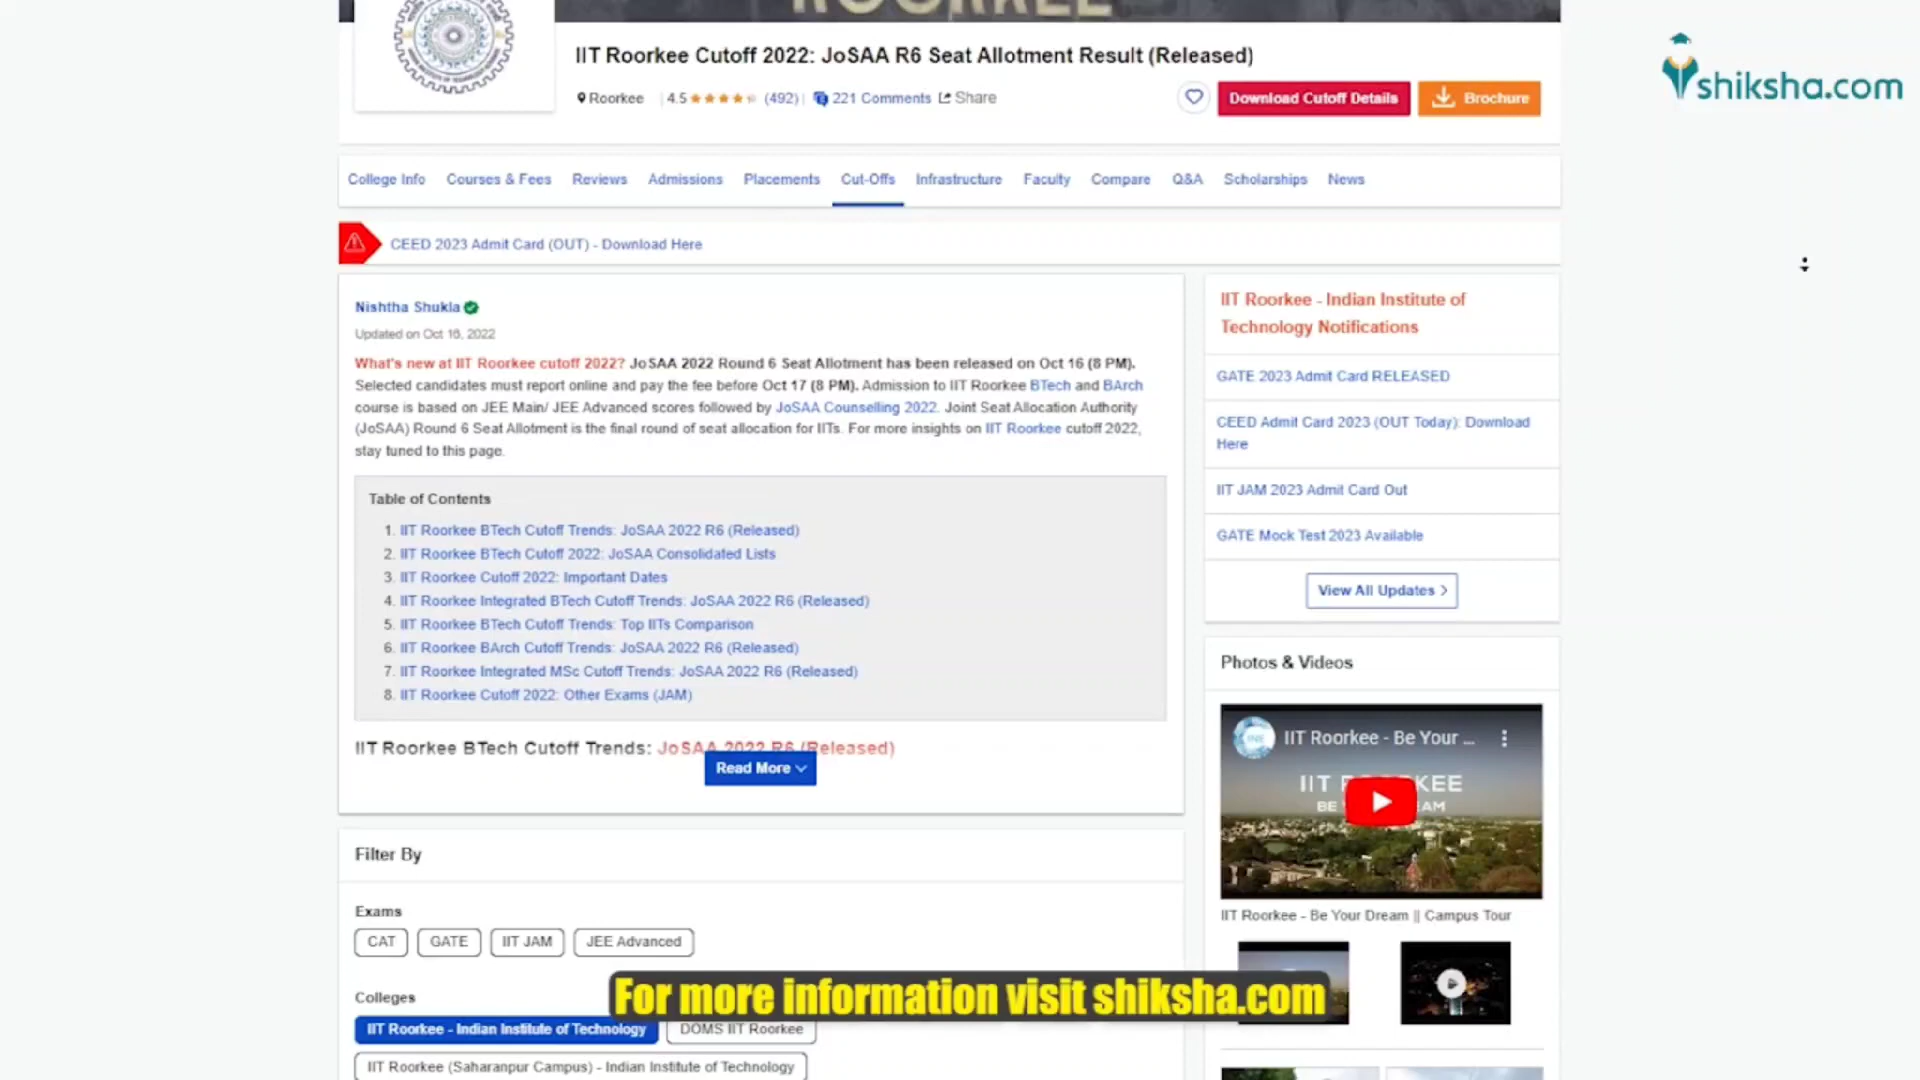 ROORKEE
IIT Roorkee Cutoff 2022: JoSAA R6 Seat Allotment Result (Released)
Roorkee | 4.5 (492) | 221 Comments Share
Download Cutoff Details
Brochure
shiksha.com
College Info Courses & Fees Reviews Admissions Placements Cut-Offs Infrastructure Faculty Compare Q&A Scholarships News
CEED 2023 Admit Card (OUT) - Download Here
Nishtha Shukla
Updated on Oct 16, 2022
What's new at IIT Roorkee cutoff 2022? JoSAA 2022 Round 6 Seat Allotment has been released on Oct 16 (8 PM).
Selected candidates must report online and pay the fee before Oct 17 (8 PM). Admission to IIT Roorkee BTech and BArch
course is based on JEE Main/ JEE Advanced scores followed by JoSAA Counselling 2022. Joint Seat Allocation Authority
(JoSAA) Round 6 Seat Allotment is the final round of seat allocation for IITs. For more insights on IIT Roorkee cutoff 2022,
stay tuned to this page.
Table of Contents
1. IIT Roorkee BTech Cutoff Trends: JoSAA 2022 R6 (Released)
2. IIT Roorkee BTech Cutoff 2022: JoSAA Consolidated Lists
3. IIT Roorkee Cutoff 2022: Important Dates
4. IIT Roorkee Integrated BTech Cutoff Trends: JoSAA 2022 R6 (Released)
5. IIT Roorkee BTech Cutoff Trends: Top IITs Comparison
6. IIT Roorkee BArch Cutoff Trends: JoSAA 2022 R6 (Released)
7. IIT Roorkee Integrated MSc Cutoff Trends: JoSAA 2022 R6 (Released)
8. IIT Roorkee Cutoff 2022: Other Exams (JAM)
IIT Roorkee BTech Cutoff Trends: JoSAA 2022 R6 (Released)
Read More
Filter By
Exams
CAT GATE IIT JAM JEE Advanced
Colleges
IIT Roorkee - Indian Institute of Technology DOMS IIT Roorkee
IIT Roorkee (Saharanpur Campus) - Indian Institute of Technology
IIT Roorkee - Indian Institute of
Technology Notifications
GATE 2023 Admit Card RELEASED
CEED Admit Card 2023 (OUT Today): Download
Here
IIT JAM 2023 Admit Card Out
GATE Mock Test 2023 Available
View All Updates >
Photos & Videos
IIT Roorkee - Be Your ...
IIT Roorkee - Be Your Dream || Campus Tour
For more information visit shiksha.com